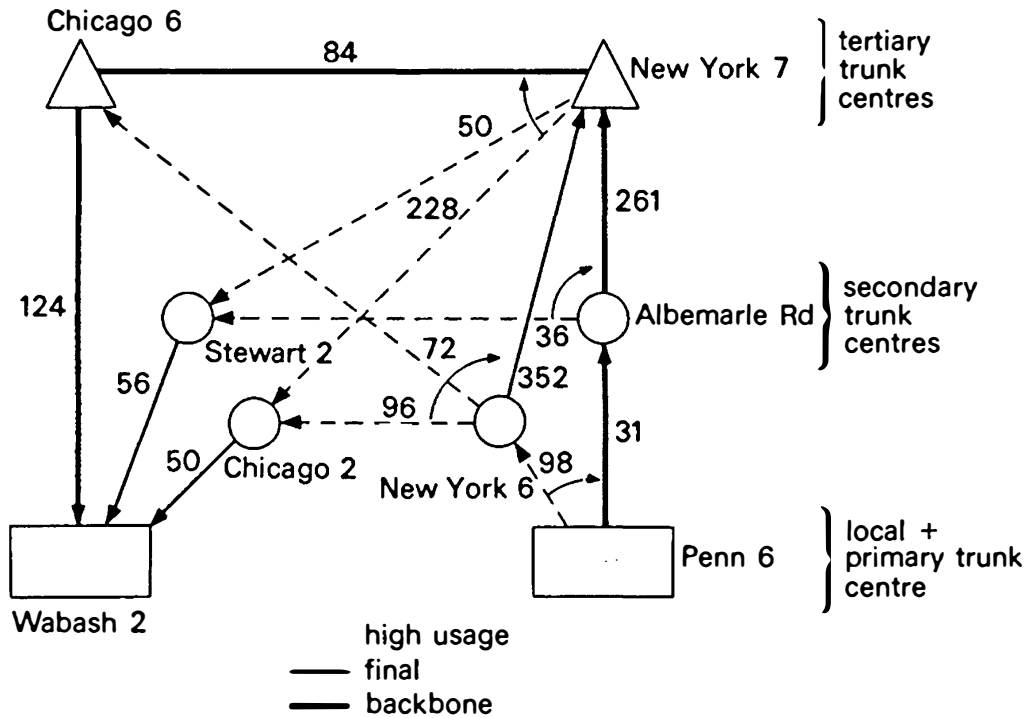 Chicago 6
84
New York 7
tertiary
trunk
centres
50
228
261
124
Albemarle Rd
secondary
trunk
centres
Stewart 2
36
72
352
56
96
31
50
Chicago 2
New York 6
98
Penn 6
local +
primary trunk
centre
Wabash 2
high usage
final
backbone